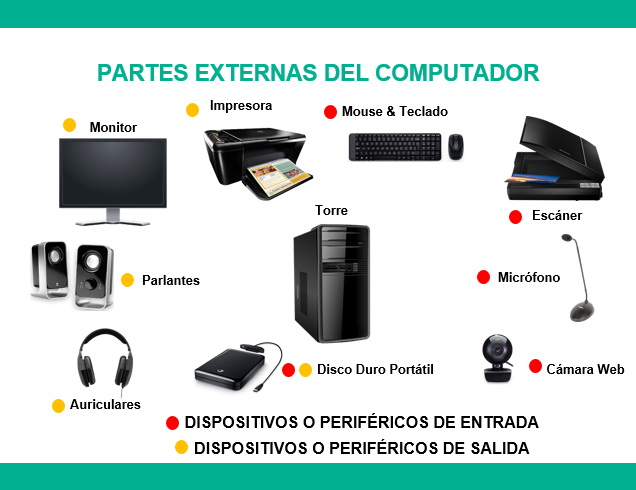 PARTES EXTERNAS DEL COMPUTADOR
Impresora
Mouse & Teclado
Monitor
Torre
Escáner
Parlantes
Micrófono
Disco Duro Portátil
Cámara Web
Auriculares
DISPOSITIVOS O PERIFÉRICOS DE ENTRADA
DISPOSITIVOS O PERIFÉRICOS DE SALIDA